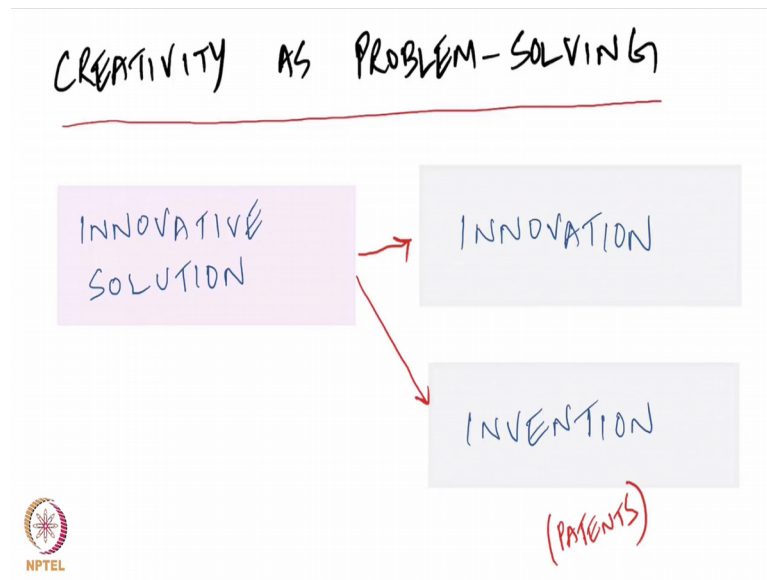 CREATIVITY AS PROBLEM-SOLVING
INNOVATIVE
SOLUTION
INNOVATION
INVENTION
(PATENTS)
NPTEL